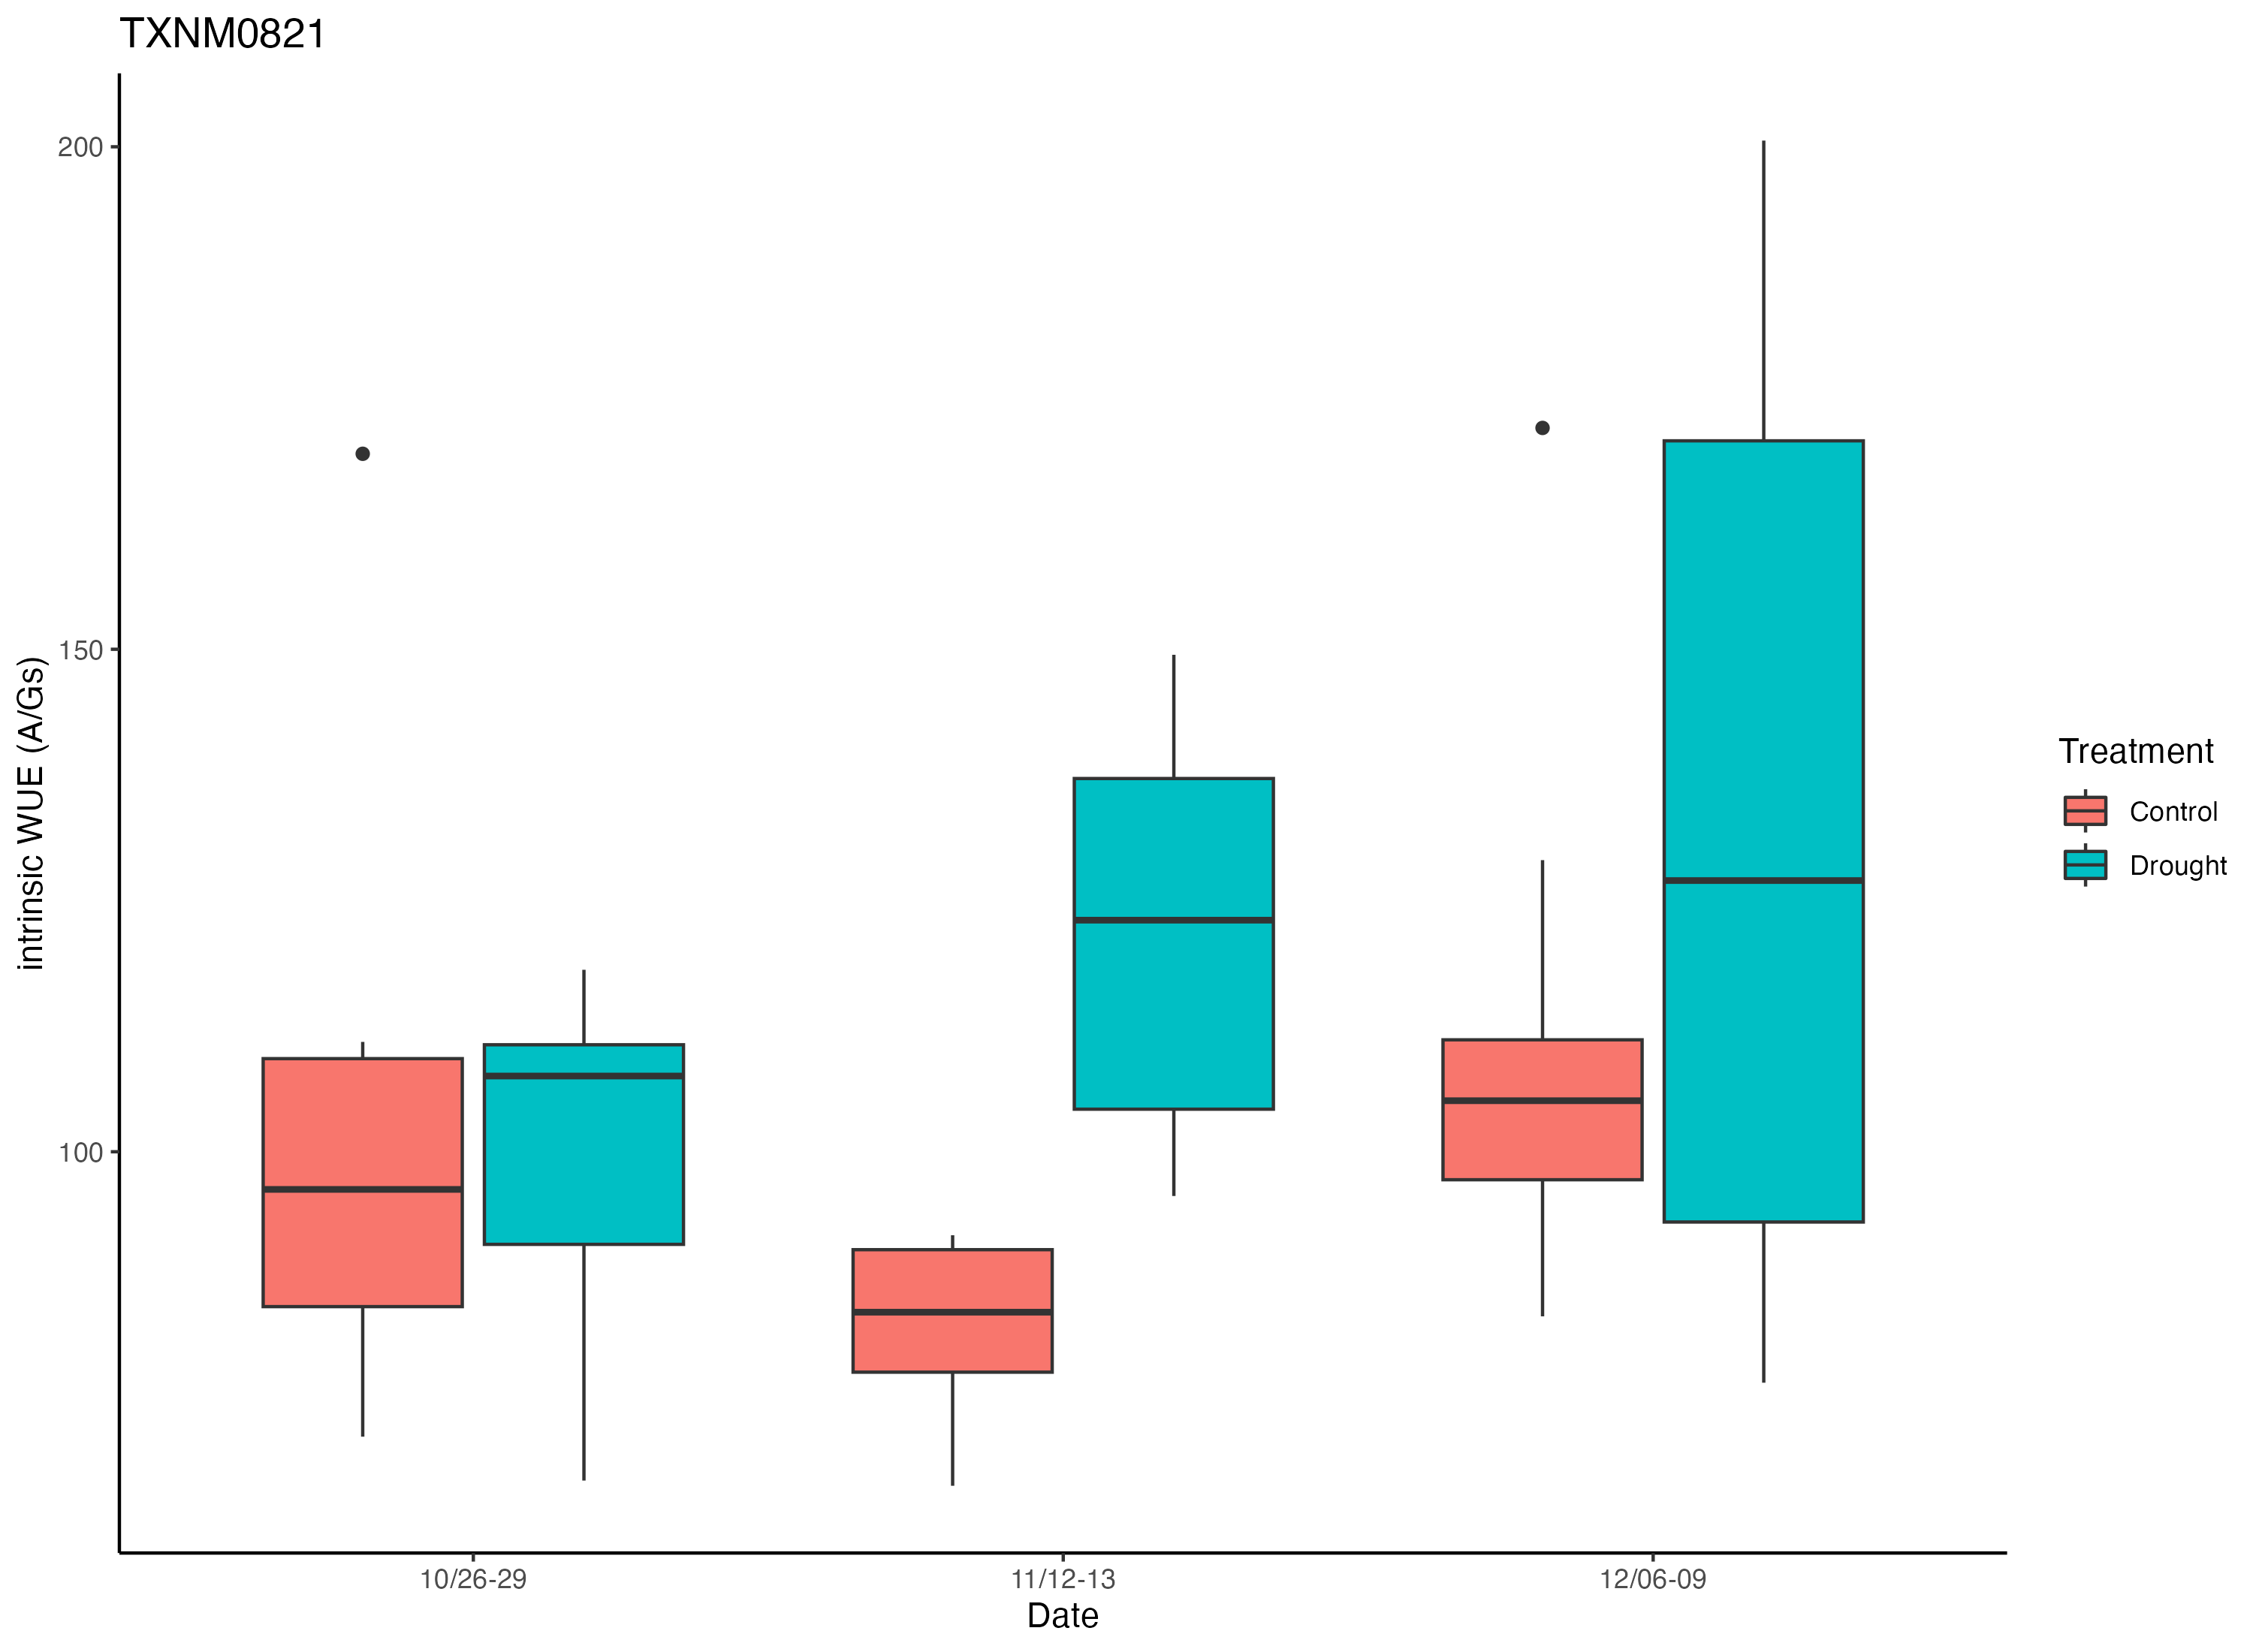 TXNM0821
200
150
100
intrinsic WUE (A/Gs)
10/26-29
11/12-13
12/06-09
Date
Treatment
Control
Drought